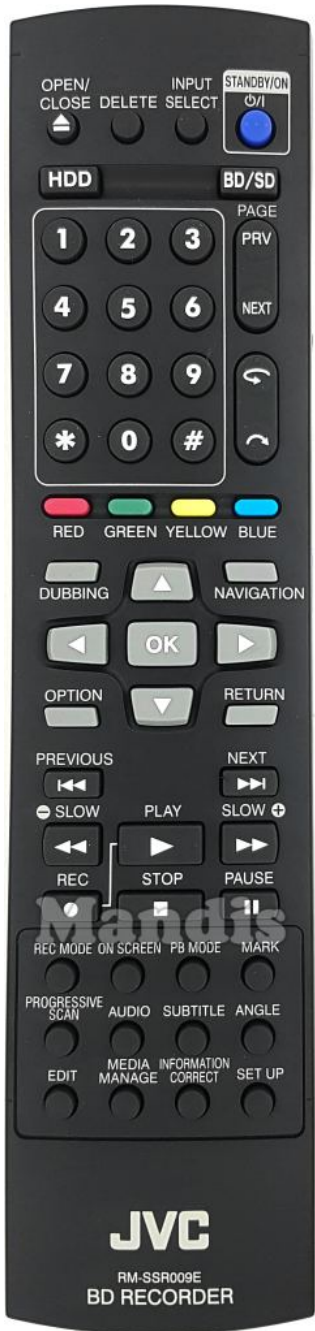 OPEN/ INPUT STANDBY/ON
CLOSE DELETE SELECT
HDD BD/SD
PAGE
1 2 3 PRV
4 5 6 NEXT
7 8 9
* 0 #
RED GREEN YELLOW BLUE
DUBBING NAVIGATION
OK
OPTION RETURN
PREVIOUS NEXT
SLOW PLAY SLOW
REC STOP PAUSE
Mandis
REC MODE ON SCREEN PB MODE MARK
PROGRESSIVE
SCAN AUDIO SUBTITLE ANGLE
MEDIA INFORMATION
EDIT MANAGE CORRECT SET UP
JVC
RM-SSR009E
BD RECORDER